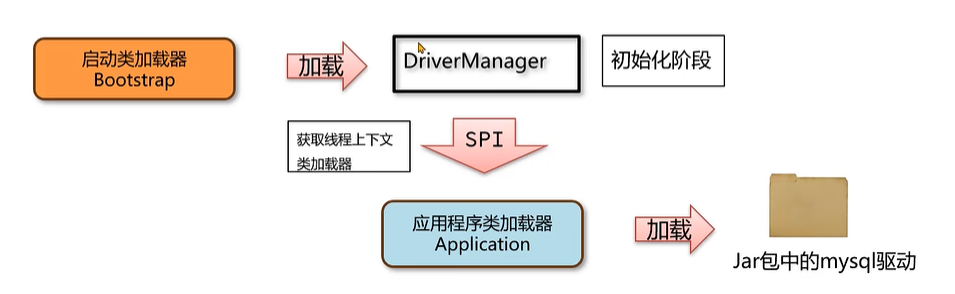 启动类加载器
Bootstrap
加载
DriverManager
初始化阶段
获取线程上下文
类加载器
SPI
应用程序类加载器
Application
加载
Jar包中的mysql驱动